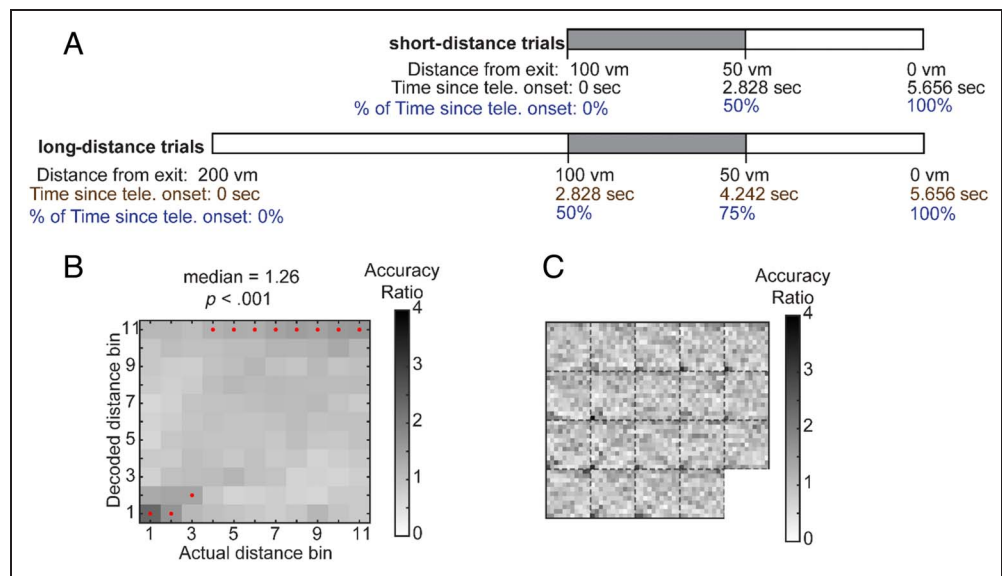 A
short-distance trials
Distance from exit: 100 vm 50 vm 0 vm
Time since tele. onset: 0 sec 2.828 sec 5.656 sec
% of Time since tele. onset: 0% 50% 100%
long-distance trials
Distance from exit: 200 vm 100 vm 50 vm 0 vm
Time since tele. onset: 0 sec 2.828 sec 4.242 sec 5.656 sec
% of Time since tele. onset: 0% 50% 75% 100%
B
median = 1.26
p < .001
Accuracy
Ratio
4
3
2
1
0
Decoded distance bin
11
9
7
5
3
1
1 3 5 7 9 11
Actual distance bin
C
Accuracy
Ratio
4
3
2
1
0